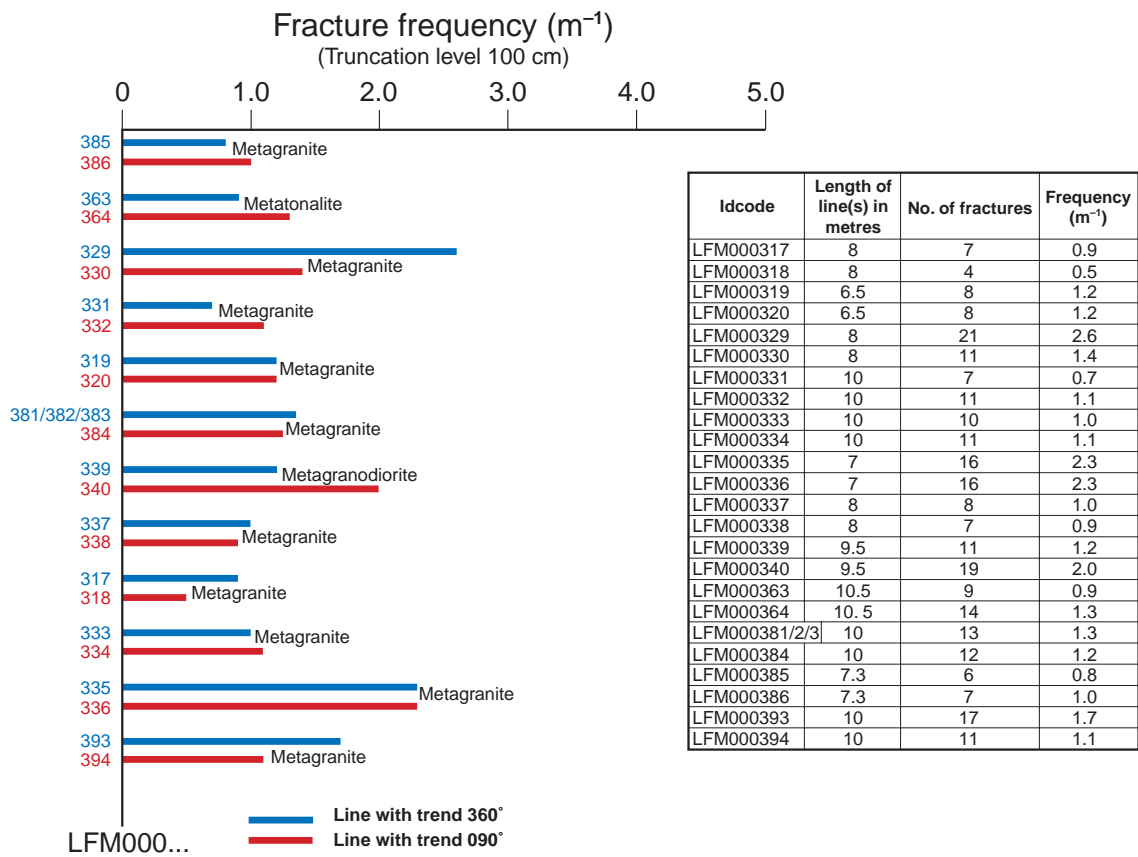 Fracture frequency (m⁻¹)
(Truncation level 100 cm)
0 1.0 2.0 3.0 4.0 5.0
385
Metagranite
386
363
Metatonalite
364
329
Metagranite
330
331
Metagranite
332
319
Metagranite
320
381/382/383
Metagranite
384
339
Metagranodiorite
340
337
Metagranite
338
317
Metagranite
318
333
Metagranite
334
335
Metagranite
336
393
Metagranite
394
LFM000...
Line with trend 360°
Line with trend 090°
Idcode Length of line(s) in metres No. of fractures Frequency (m⁻¹)
LFM000317 8 7 0.9
LFM000318 8 4 0.5
LFM000319 6.5 8 1.2
LFM000320 6.5 8 1.2
LFM000329 8 21 2.6
LFM000330 8 11 1.4
LFM000331 10 7 0.7
LFM000332 10 11 1.1
LFM000333 10 10 1.0
LFM000334 10 11 1.1
LFM000335 7 16 2.3
LFM000336 7 16 2.3
LFM000337 8 8 1.0
LFM000338 8 7 0.9
LFM000339 9.5 11 1.2
LFM000340 9.5 19 2.0
LFM000363 10.5 9 0.9
LFM000364 10. 5 14 1.3
LFM000381/2/3 10 13 1.3
LFM000384 10 12 1.2
LFM000385 7.3 6 0.8
LFM000386 7.3 7 1.0
LFM000393 10 17 1.7
LFM000394 10 11 1.1